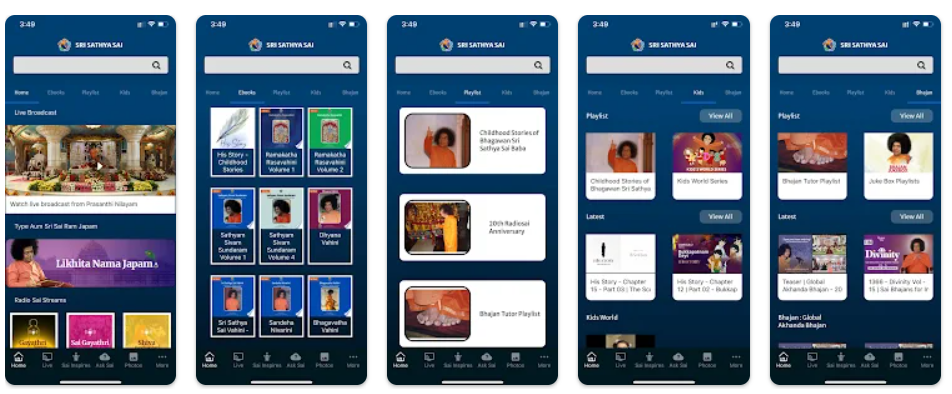 3:49
SRI SATHYA SAI
Home Ebooks Playlist Kids Bhajan
Live Broadcast
Watch live broadcast from Prasanthi Nilayam
Type Aum Sri Sai Ram Japam
Likhita Nama Japam
Radio Sai Streams
Gayathri
Sai Gayathri
Shiva
Home Live Sai Inspires Ask Sai Photos More
3:49
SRI SATHYA SAI
Home Ebooks Playlist Kids Bhajan
His Story -
Childhood
Stories
Ramakatha
Rasavahini
Volume 1
Ramakatha
Rasavahini
Volume 2
Sathyam
Sivam
Sundaram
Volume 1
Sathyam
Sivam
Sundaram
Volume 4
Dhyana
Vahini
Sri Sathya
Sai Vahini -
Sandeha
Nivarini
Bhagavatha
Vahini
Home Live Sai Inspires Ask Sai Photos More
3:49
SRI SATHYA SAI
Home Ebooks Playlist Kids Bhajan
Childhood Stories of
Bhagawan Sri
Sathya Sai Baba
20th Radiosai
Anniversary
Bhajan Tutor Playlist
Home Live Sai Inspires Ask Sai Photos More
3:49
SRI SATHYA SAI
Home Ebooks Playlist Kids Bhajan
Playlist View All
Childhood Stories of
Bhagawan Sri Sathya
Kids World Series
Latest View All
His Story - Chapter
15 - Part 03 | The Sou
His Story - Chapter
12 | Part 02 - Bukkap
Kids World
Home Live Sai Inspires Ask Sai Photos More
3:49
SRI SATHYA SAI
Home Ebooks Playlist Kids Bhajan
Playlist View All
Bhajan Tutor Playlist
Juke Box Playlists
Latest View All
Divinity
Teaser | Global
Akhanda Bhajan - 20
1966 - Divinity Vol -
15 | Sai Bhajans for
Bhajan : Global
Akhanda Bhajan
Home Live Sai Inspires Ask Sai Photos More